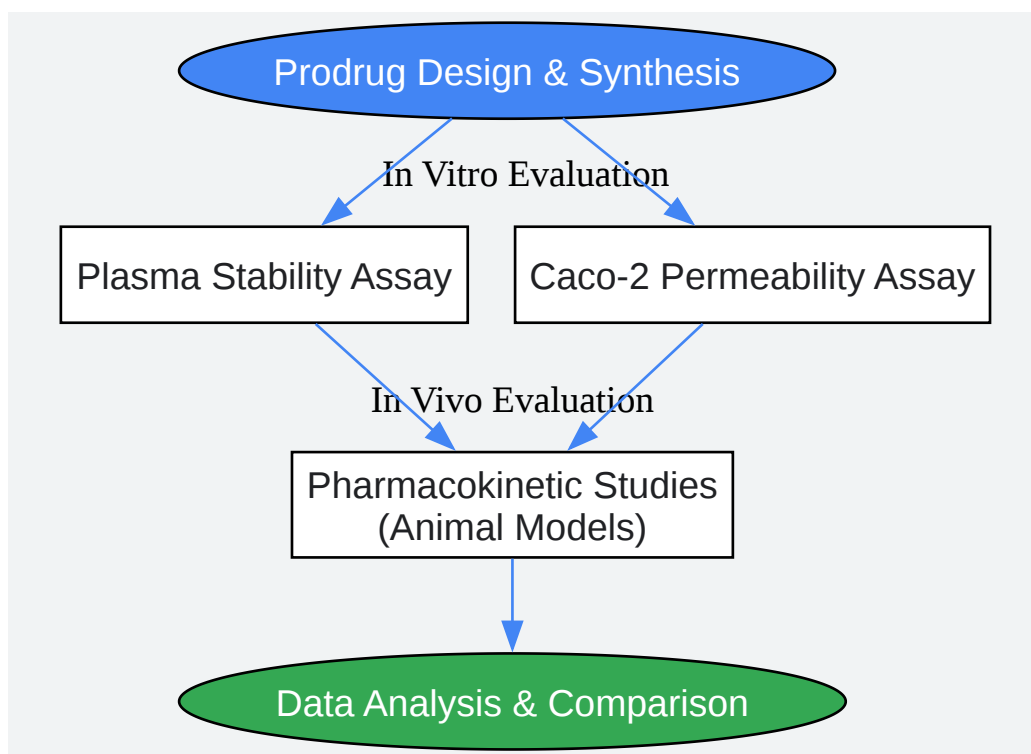 Prodrug Design & Synthesis
In Vitro Evaluation
Plasma Stability Assay
Caco-2 Permeability Assay
In Vivo Evaluation
Pharmacokinetic Studies
(Animal Models)
Data Analysis & Comparison